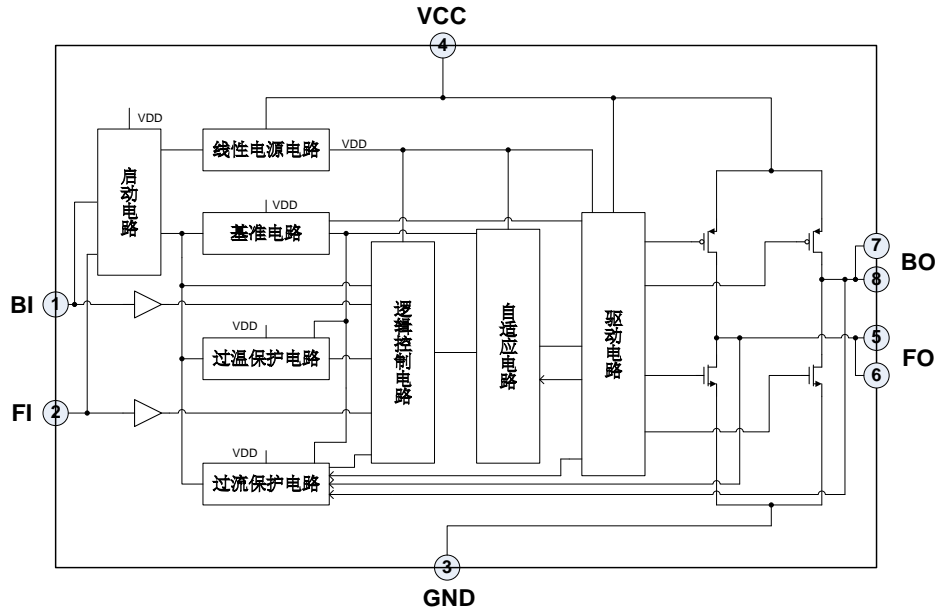 VCC
4
VDD
线性电源电路
VDD
启动电路
VDD
基准电路
7
BO
8
BI
1
逻辑控制电路
自适应电路
驱动电路
VDD
过温保护电路
5
FO
6
FI
2
VDD
过流保护电路
3
GND